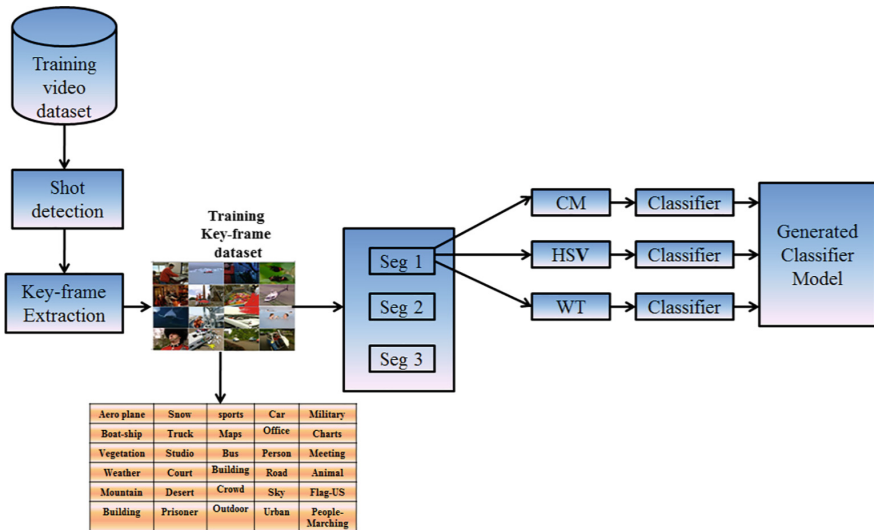 Training
video
dataset
Shot
detection
Key-frame
Extraction
Training
Key-frame
dataset
Seg 1
Seg 2
Seg 3
CM
Classifier
HSV
Classifier
WT
Classifier
Generated
Classifier
Model
Aero plane Snow sports Car Military
Boat-ship Truck Maps Office Charts
Vegetation Studio Bus Person Meeting
Weather Court Building Road Animal
Mountain Desert Crowd Sky Flag-US
Building Prisoner Outdoor Urban People-
Marching